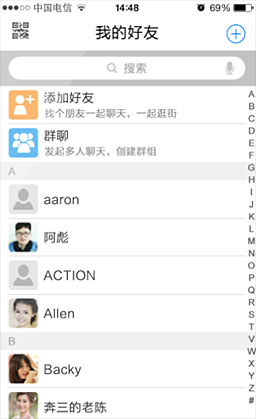 中国电信 14:48 69%
我的好友
搜索
添加好友
找个朋友一起聊天，一起逛街
群聊
发起多人聊天，创建群组
A
aaron
阿彪
ACTION
Allen
B
Backy
奔三的老陈
A
B
C
D
E
F
G
H
I
J
K
L
M
N
O
P
Q
R
S
T
V
W
X
Y
Z
#